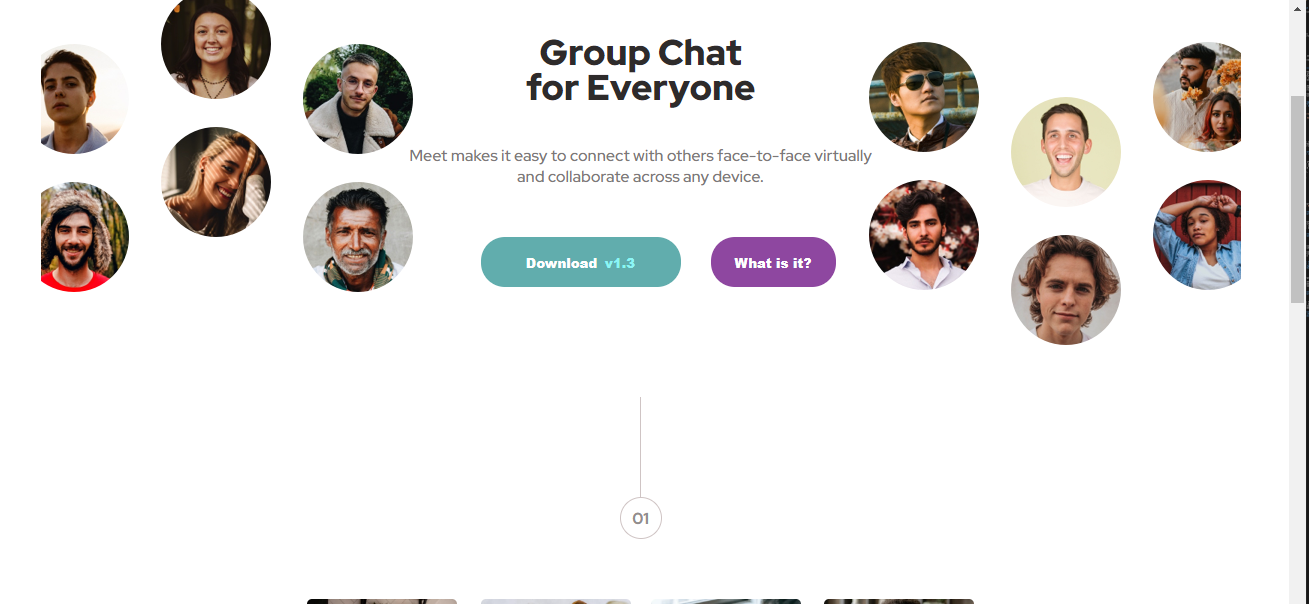 Group Chat
for Everyone
Meet makes it easy to connect with others face-to-face virtually
and collaborate across any device.
Download v1.3
What is it?
01